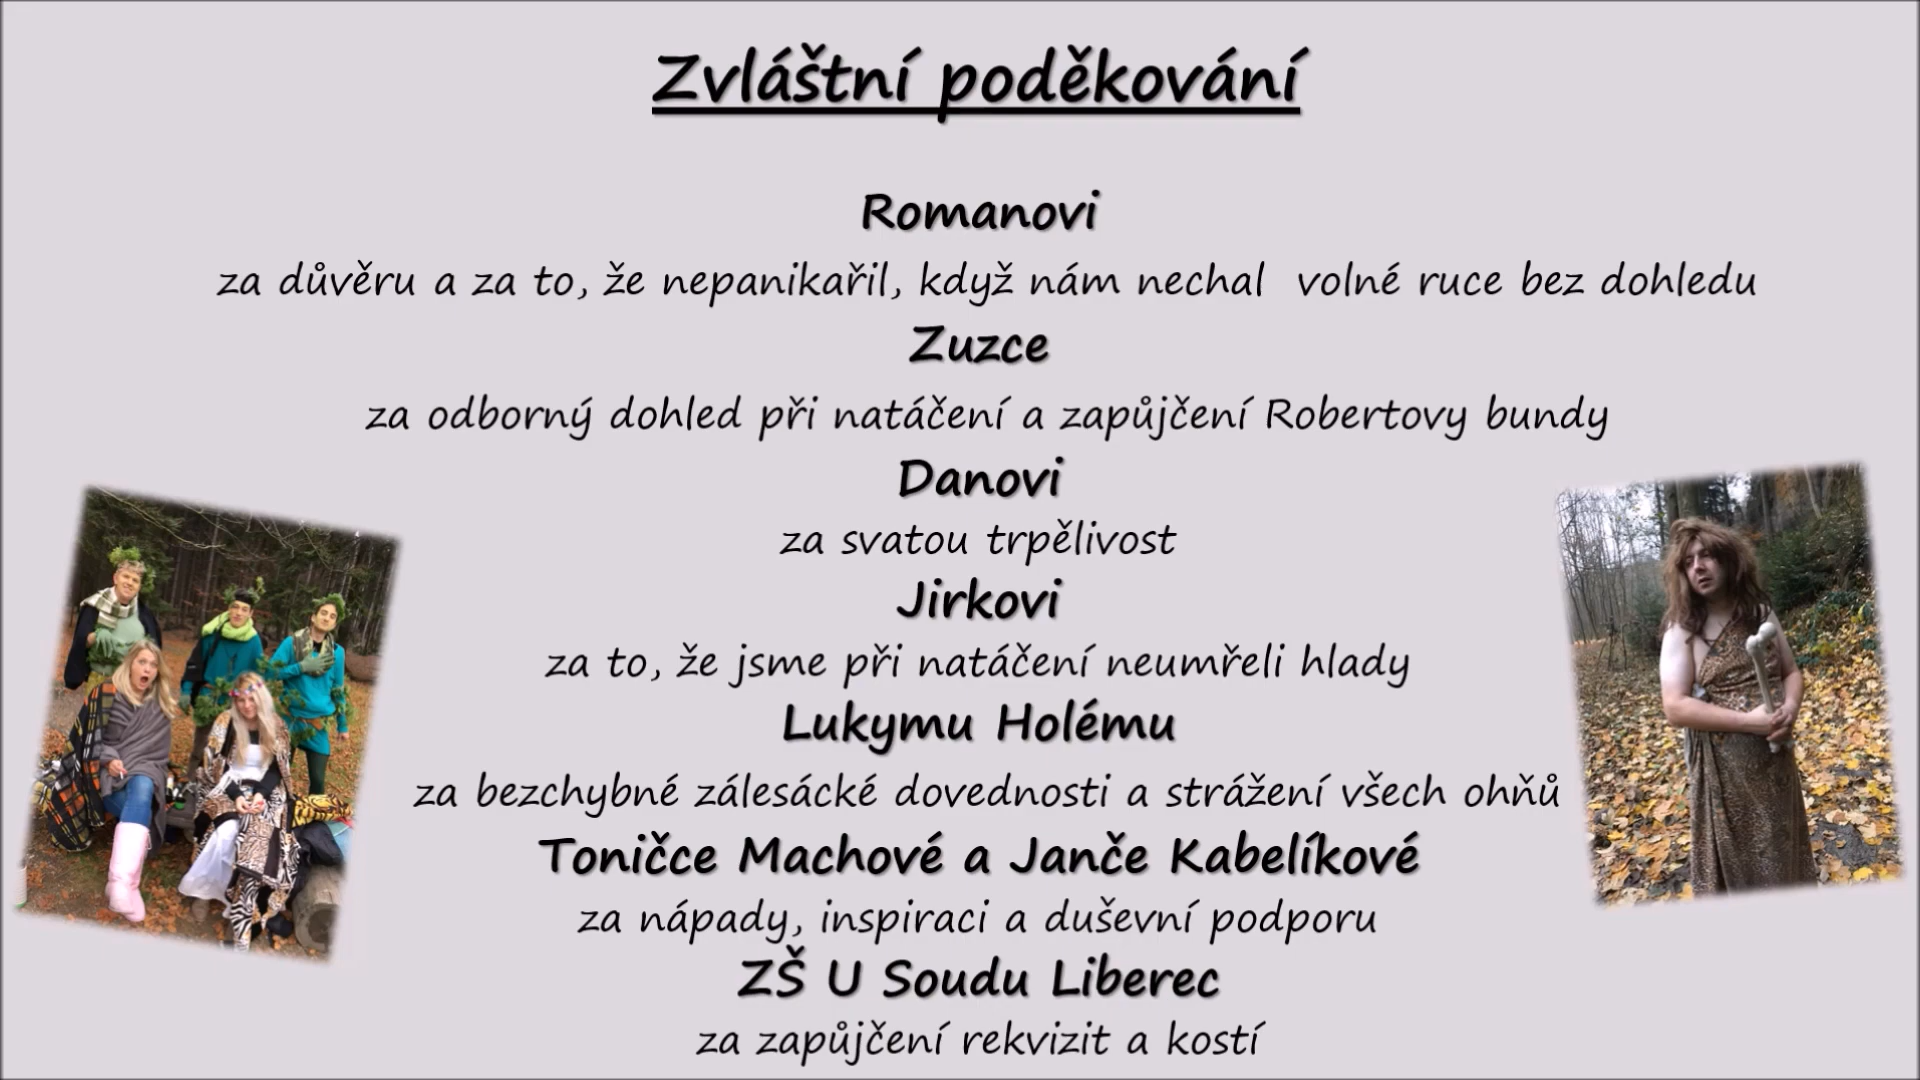 Zvláštní poděkování
Romanovi
za důvěru a za to, že nepanikařil, když nám nechal  volné ruce bez dohledu
Zuzce
za odborný dohled při natáčení a zapůjčení Robertovy bundy
Danovi
za svatou trpělivost
Jirkovi
za to, že jsme při natáčení neumřeli hlady
Lukymu Holému
za bezchybné zálesácké dovednosti a strážení všech ohňů
Toničce Machové a Janče Kabelíkové
za nápady, inspiraci a duševní podporu
ZŠ U Soudu Liberec
za zapůjčení rekvizit a kostí